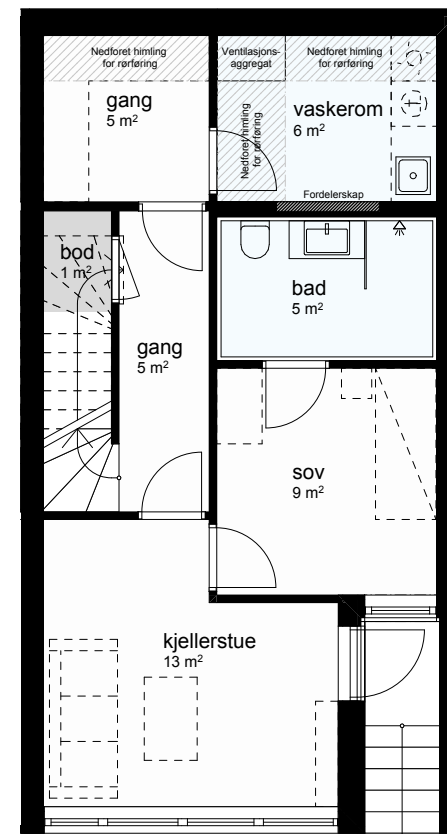 Nedforet himling
for rørføring
Ventilasjons-
aggregat
Nedforet himling
for rørføring
gang
5 m²
vaskerom
6 m²
Nedforet himling
for rørføring
Fordelerskap
bod
1 m²
bad
5 m²
gang
5 m²
sov
9 m²
kjellerstue
13 m²